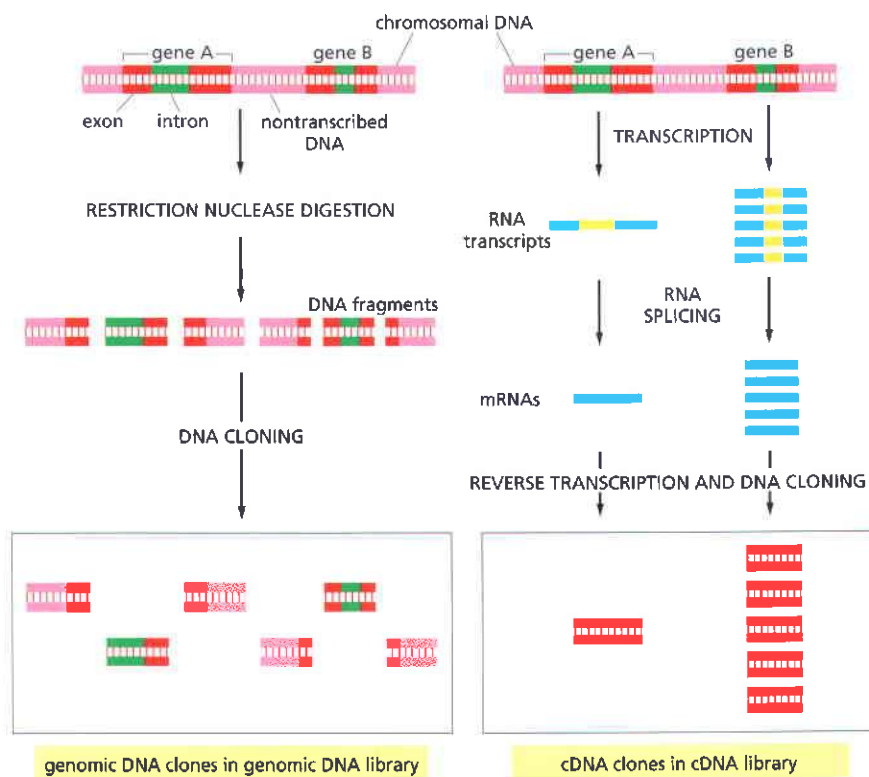 chromosomal DNA
gene A
gene B
exon
intron
nontranscribed
DNA
RESTRICTION NUCLEASE DIGESTION
DNA fragments
DNA CLONING
genomic DNA clones in genomic DNA library
gene A
gene B
TRANSCRIPTION
RNA
transcripts
RNA
SPLICING
mRNAs
REVERSE TRANSCRIPTION AND DNA CLONING
cDNA clones in cDNA library